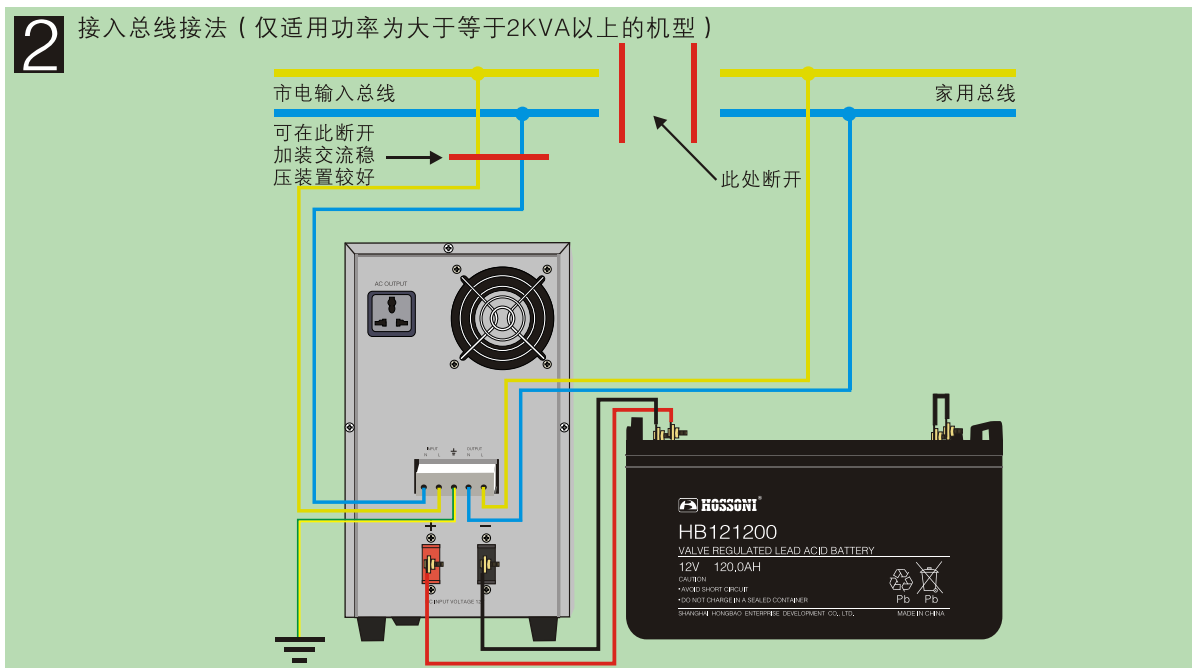 2 接入总线接法（仅适用功率为大于等于2KVA以上的机型）
市电输入总线
家用总线
可在此断开
加装交流稳
压装置较好
此处断开
AC OUTPUT
INPUT OUTPUT
N L N L
+ −
C INPUT VOLTAGE 12
HOSSONI®
HB121200
VALVE REGULATED LEAD ACID BATTERY
12V 120,0AH
CAUTION
•AVOID SHORT CIRCUIT
•DO NOT CHARGE IN A SEALED CONTAINER
Pb Pb
SHANGHAI HONGBAO ENTERPRISE DEVELOPMENT CO,. LTD. MADE IN CHINA